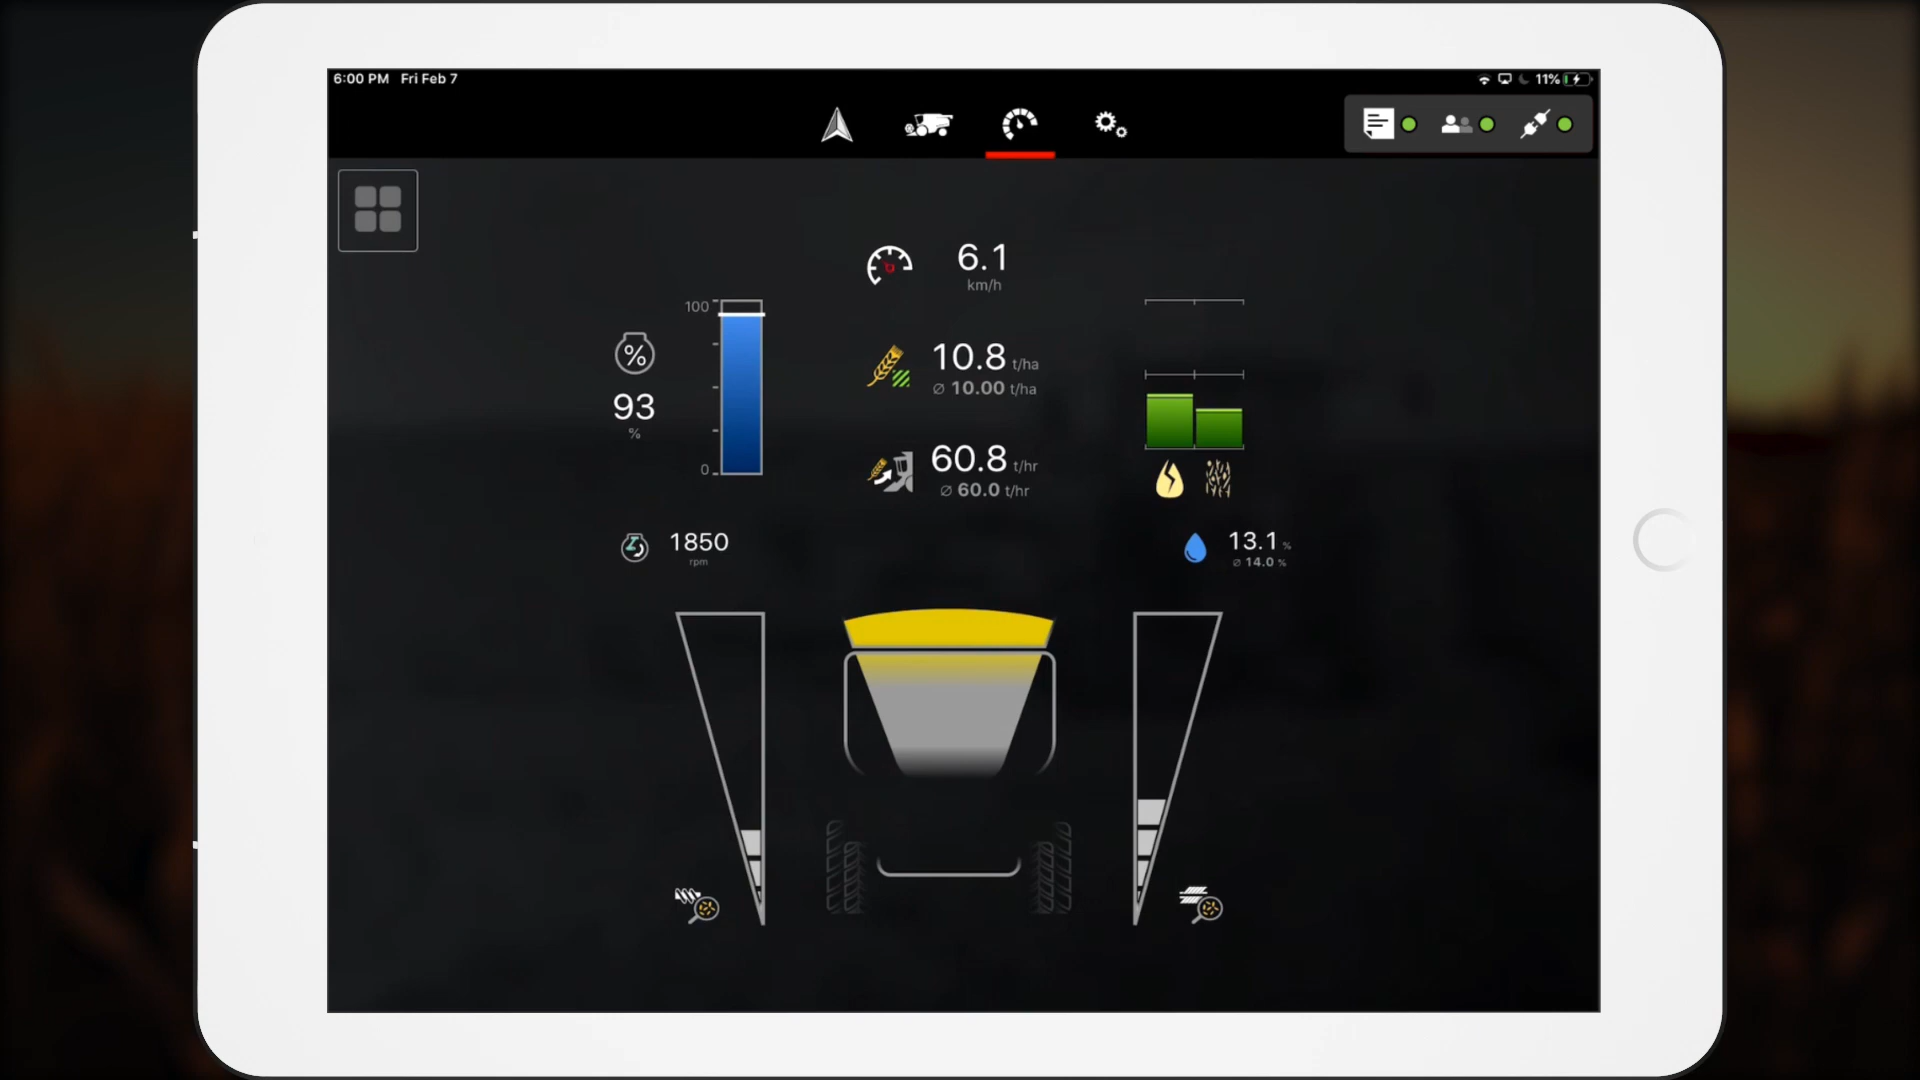 6:00 PM Fri Feb 7
11%
6.1
km/h
100
%
93
%
0
10.8 t/ha
⌀ 10.00 t/ha
60.8 t/hr
⌀ 60.0 t/hr
1850
rpm
13.1 %
⌀ 14.0 %